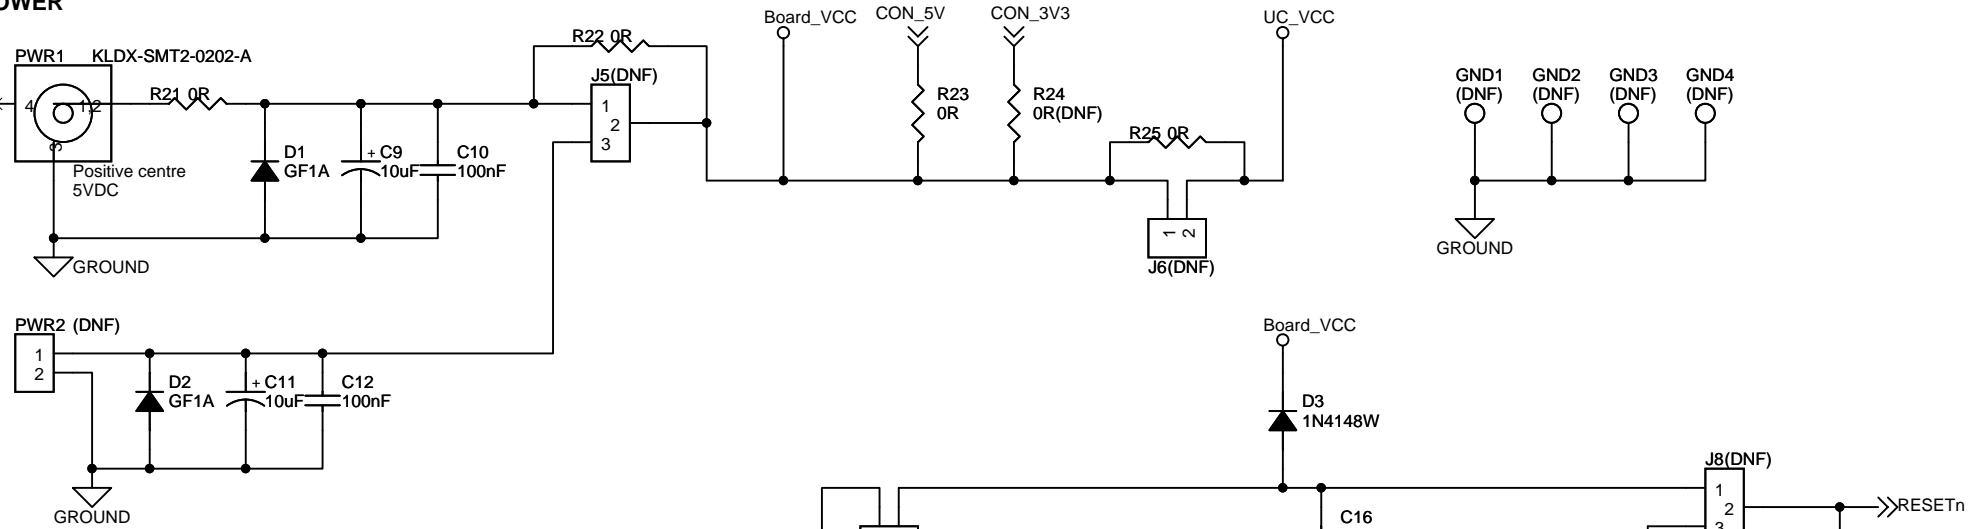 POWER
PWR1
KLDX-SMT2-0202-A
4
1,2
3
Positive centre
5VDC
R21 0R
D1
GF1A
+ C9
10uF
C10
100nF
GROUND
R22 0R
J5(DNF)
1
2
3
Board_VCC
CON_5V
CON_3V3
UC_VCC
R23
0R
R24
0R(DNF)
R25 0R
1
2
J6(DNF)
GND1
(DNF)
GND2
(DNF)
GND3
(DNF)
GND4
(DNF)
GROUND
PWR2 (DNF)
1
2
D2
GF1A
+ C11
10uF
C12
100nF
GROUND
Board_VCC
D3
1N4148W
C16
J8(DNF)
1
2
3
RESETn